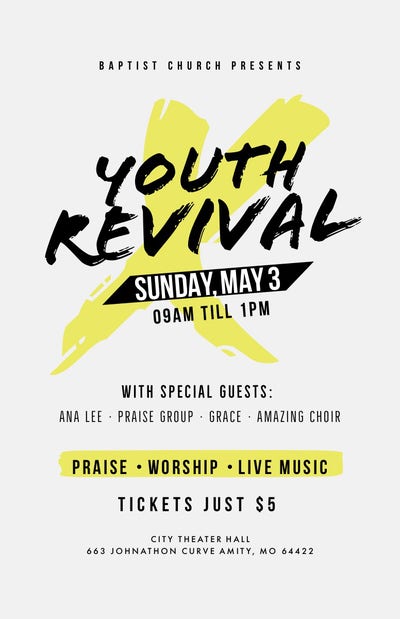 BAPTIST CHURCH PRESENTS
YOUTH
REVIVAL
SUNDAY, MAY 3
09AM TILL 1PM
WITH SPECIAL GUESTS:
ANA LEE · PRAISE GROUP · GRACE · AMAZING CHOIR
PRAISE • WORSHIP • LIVE MUSIC
TICKETS JUST $5
CITY THEATER HALL
663 JOHNATHON CURVE AMITY, MO 64422